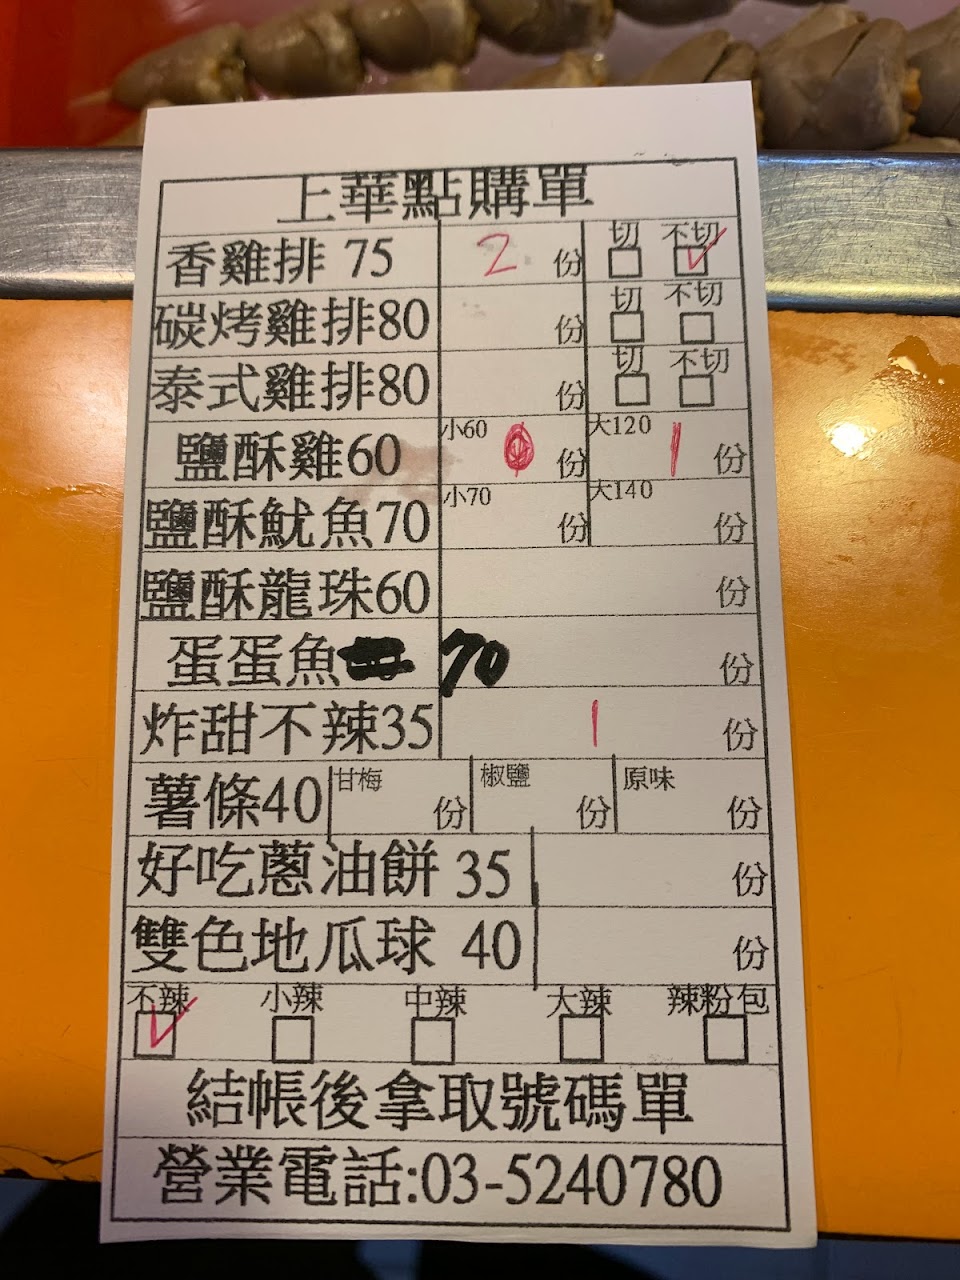 上華點購單
香雞排 75 2 份 切 不切
碳烤雞排80 份 切 不切
泰式雞排80 份 切 不切
鹽酥雞60 小60 份 大120 1 份
鹽酥魷魚70 小70 份 大140 份
鹽酥龍珠60 份
蛋蛋魚 70 份
炸甜不辣35 1 份
薯條40 甘梅 份 椒鹽 份 原味 份
好吃蔥油餅 35 份
雙色地瓜球 40 份
不辣 小辣 中辣 大辣 辣粉包
結帳後拿取號碼單
營業電話:03-5240780